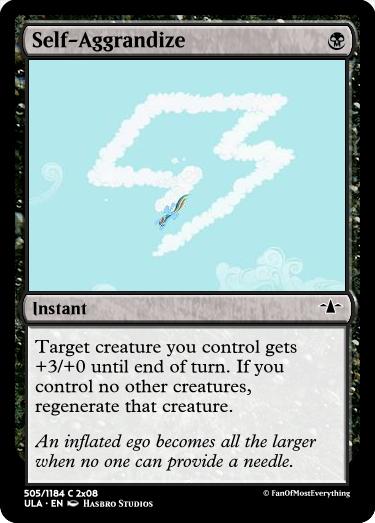 Self-Aggrandize
Instant
Target creature you control gets
+3/+0 until end of turn. If you
control no other creatures,
regenerate that creature.
An inflated ego becomes all the larger
when no one can provide a needle.
505/1184 C 2x08
ULA • EN Hasbro Studios
© FanOfMostEverything